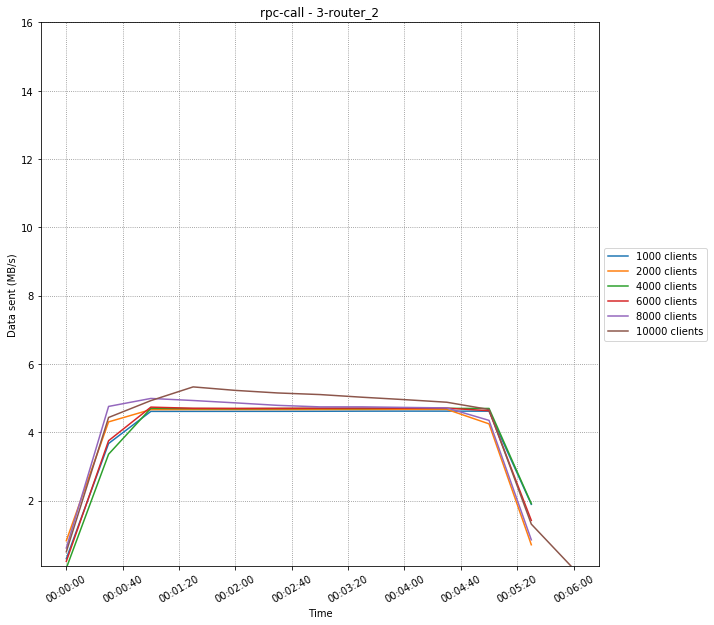 rpc-call - 3-router_2
16
14
12
10
8
6
4
2
Data sent (MB/s)
00:00:00
00:00:40
00:01:20
00:02:00
00:02:40
00:03:20
00:04:00
00:04:40
00:05:20
00:06:00
Time
1000 clients
2000 clients
4000 clients
6000 clients
8000 clients
10000 clients